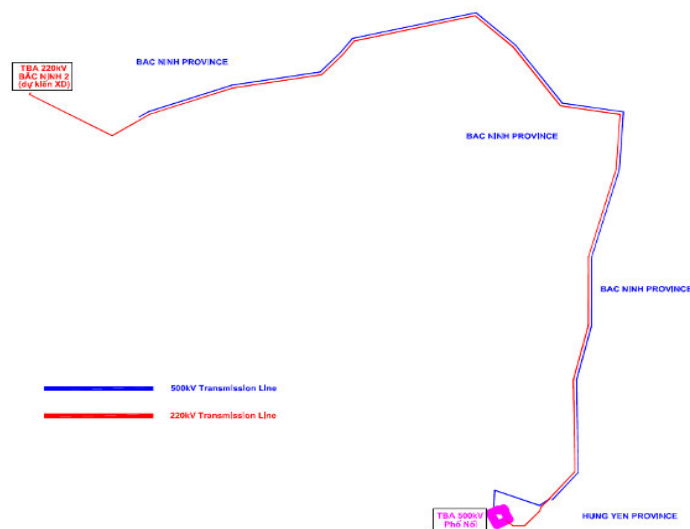 BAC NINH PROVINCE
TBA 220kV
BẮC NINH 2
(dự kiến XD)
BAC NINH PROVINCE
BAC NINH PROVINCE
500kV Transmission Line
220kV Transmission Line
TBA 500kV
Phố Nối
HUNG YEN PROVINCE